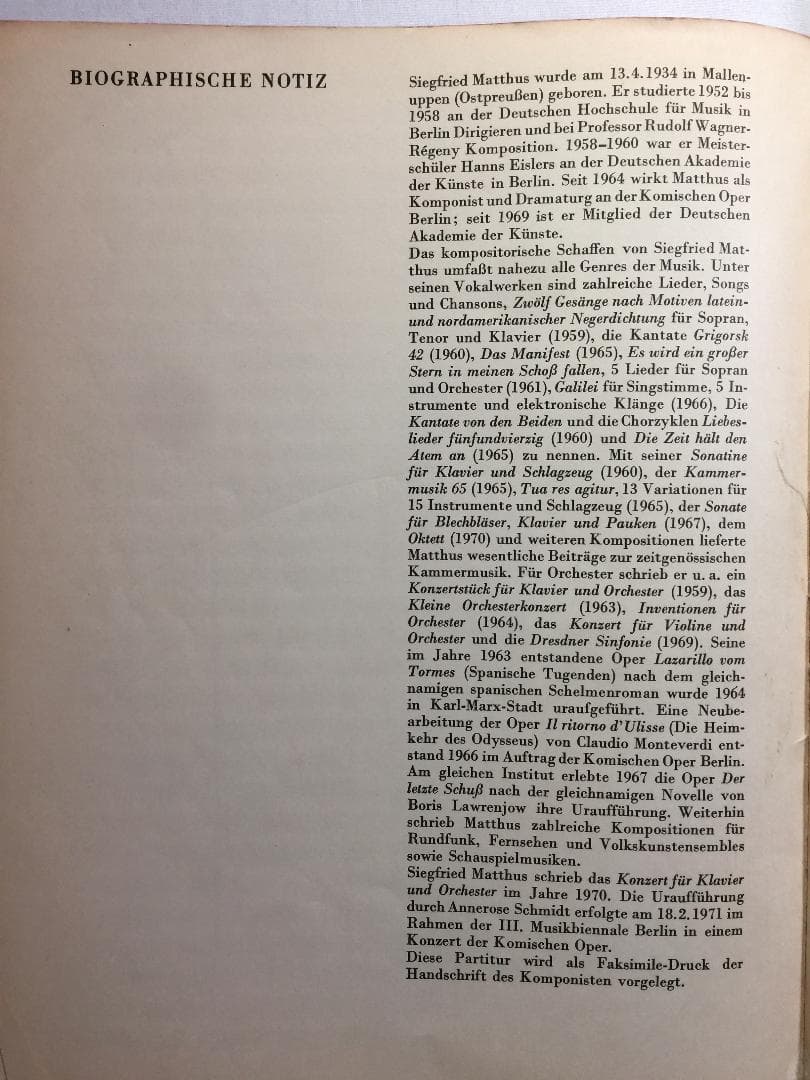 BIOGRAPHISCHE NOTIZ
Siegfried Matthus wurde am 13.4.1934 in Mallen-
uppen (Ostpreußen) geboren. Er studierte 1952 bis
1958 an der Deutschen Hochschule für Musik in
Berlin Dirigieren und bei Professor Rudolf Wagner-
Régeny Komposition. 1958–1960 war er Meister-
schüler Hanns Eislers an der Deutschen Akademie
der Künste in Berlin. Seit 1964 wirkt Matthus als
Komponist und Dramaturg an der Komischen Oper
Berlin; seit 1969 ist er Mitglied der Deutschen
Akademie der Künste.
Das kompositorische Schaffen von Siegfried Mat-
thus umfaßt nahezu alle Genres der Musik. Unter
seinen Vokalwerken sind zahlreiche Lieder, Songs
und Chansons, Zwölf Gesänge nach Motiven latein-
und nordamerikanischer Negerdichtung für Sopran,
Tenor und Klavier (1959), die Kantate Grigorsk
42 (1960), Das Manifest (1965), Es wird ein großer
Stern in meinen Schoß fallen, 5 Lieder für Sopran
und Orchester (1961), Galilei für Singstimme, 5 In-
strumente und elektronische Klänge (1966), Die
Kantate von den Beiden und die Chorzyklen Liebes-
lieder fünfundvierzig (1960) und Die Zeit hält den
Atem an (1965) zu nennen. Mit seiner Sonatine
für Klavier und Schlagzeug (1960), der Kammer-
musik 65 (1965), Tua res agitur, 13 Variationen für
15 Instrumente und Schlagzeug (1965), der Sonate
für Blechbläser, Klavier und Pauken (1967), dem
Oktett (1970) und weiteren Kompositionen lieferte
Matthus wesentliche Beiträge zur zeitgenössischen
Kammermusik. Für Orchester schrieb er u. a. ein
Konzertstück für Klavier und Orchester (1959), das
Kleine Orchesterkonzert (1963), Inventionen für
Orchester (1964), das Konzert für Violine und
Orchester und die Dresdner Sinfonie (1969). Seine
im Jahre 1963 entstandene Oper Lazarillo vom
Tormes (Spanische Tugenden) nach dem gleich-
namigen spanischen Schelmenroman wurde 1964
in Karl-Marx-Stadt uraufgeführt. Eine Neube-
arbeitung der Oper Il ritorno d'Ulisse (Die Heim-
kehr des Odysseus) von Claudio Monteverdi ent-
stand 1966 im Auftrag der Komischen Oper Berlin.
Am gleichen Institut erlebte 1967 die Oper Der
letzte Schuß nach der gleichnamigen Novelle von
Boris Lawrenjow ihre Uraufführung. Weiterhin
schrieb Matthus zahlreiche Kompositionen für
Rundfunk, Fernsehen und Volkskunstensembles
sowie Schauspielmusiken.
Siegfried Matthus schrieb das Konzert für Klavier
und Orchester im Jahre 1970. Die Uraufführung
durch Annerose Schmidt erfolgte am 18.2.1971 im
Rahmen der III. Musikbiennale Berlin in einem
Konzert der Komischen Oper.
Diese Partitur wird als Faksimile-Druck der
Handschrift des Komponisten vorgelegt.